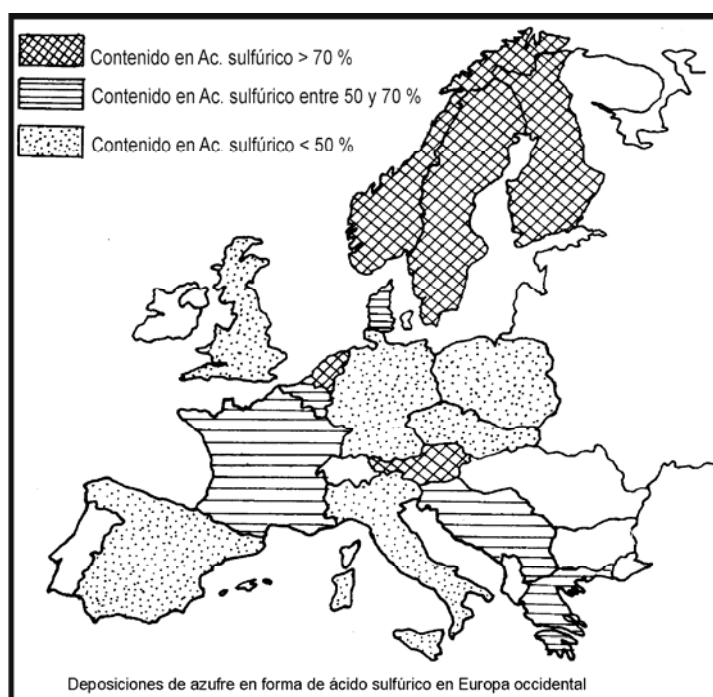 Contenido en Ac. sulfúrico > 70 %
Contenido en Ac. sulfúrico entre 50 y 70 %
Contenido en Ac. sulfúrico < 50 %
Deposiciones de azufre en forma de ácido sulfúrico en Europa occidental